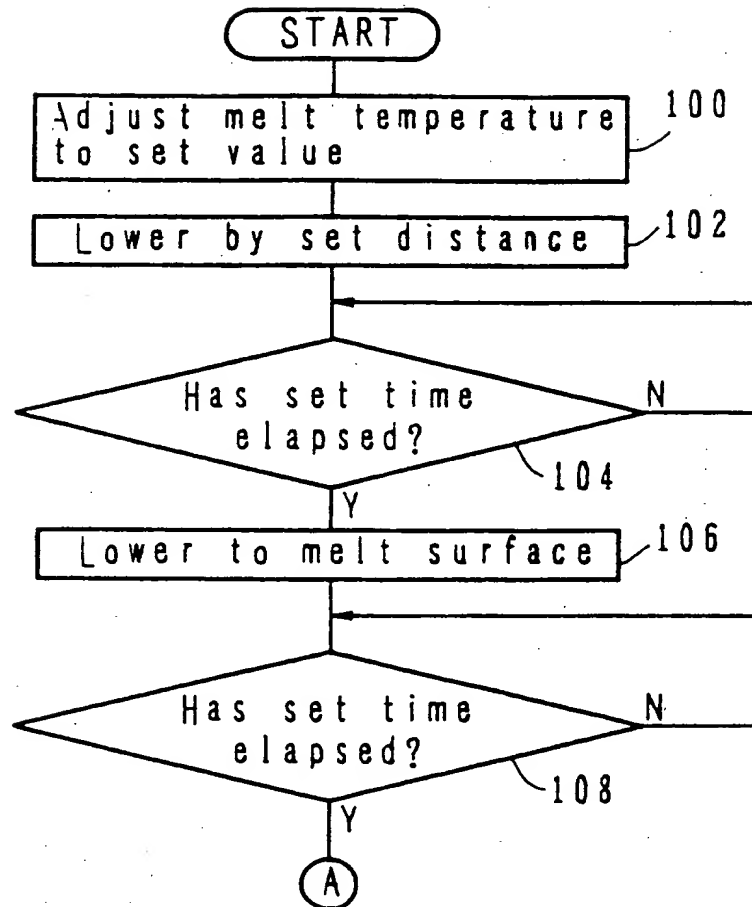 START
Adjust melt temperature
to set value
100
Lower by set distance
102
Has set time
elapsed?
N
104
Y
Lower to melt surface
106
Has set time
elapsed?
N
108
Y
A